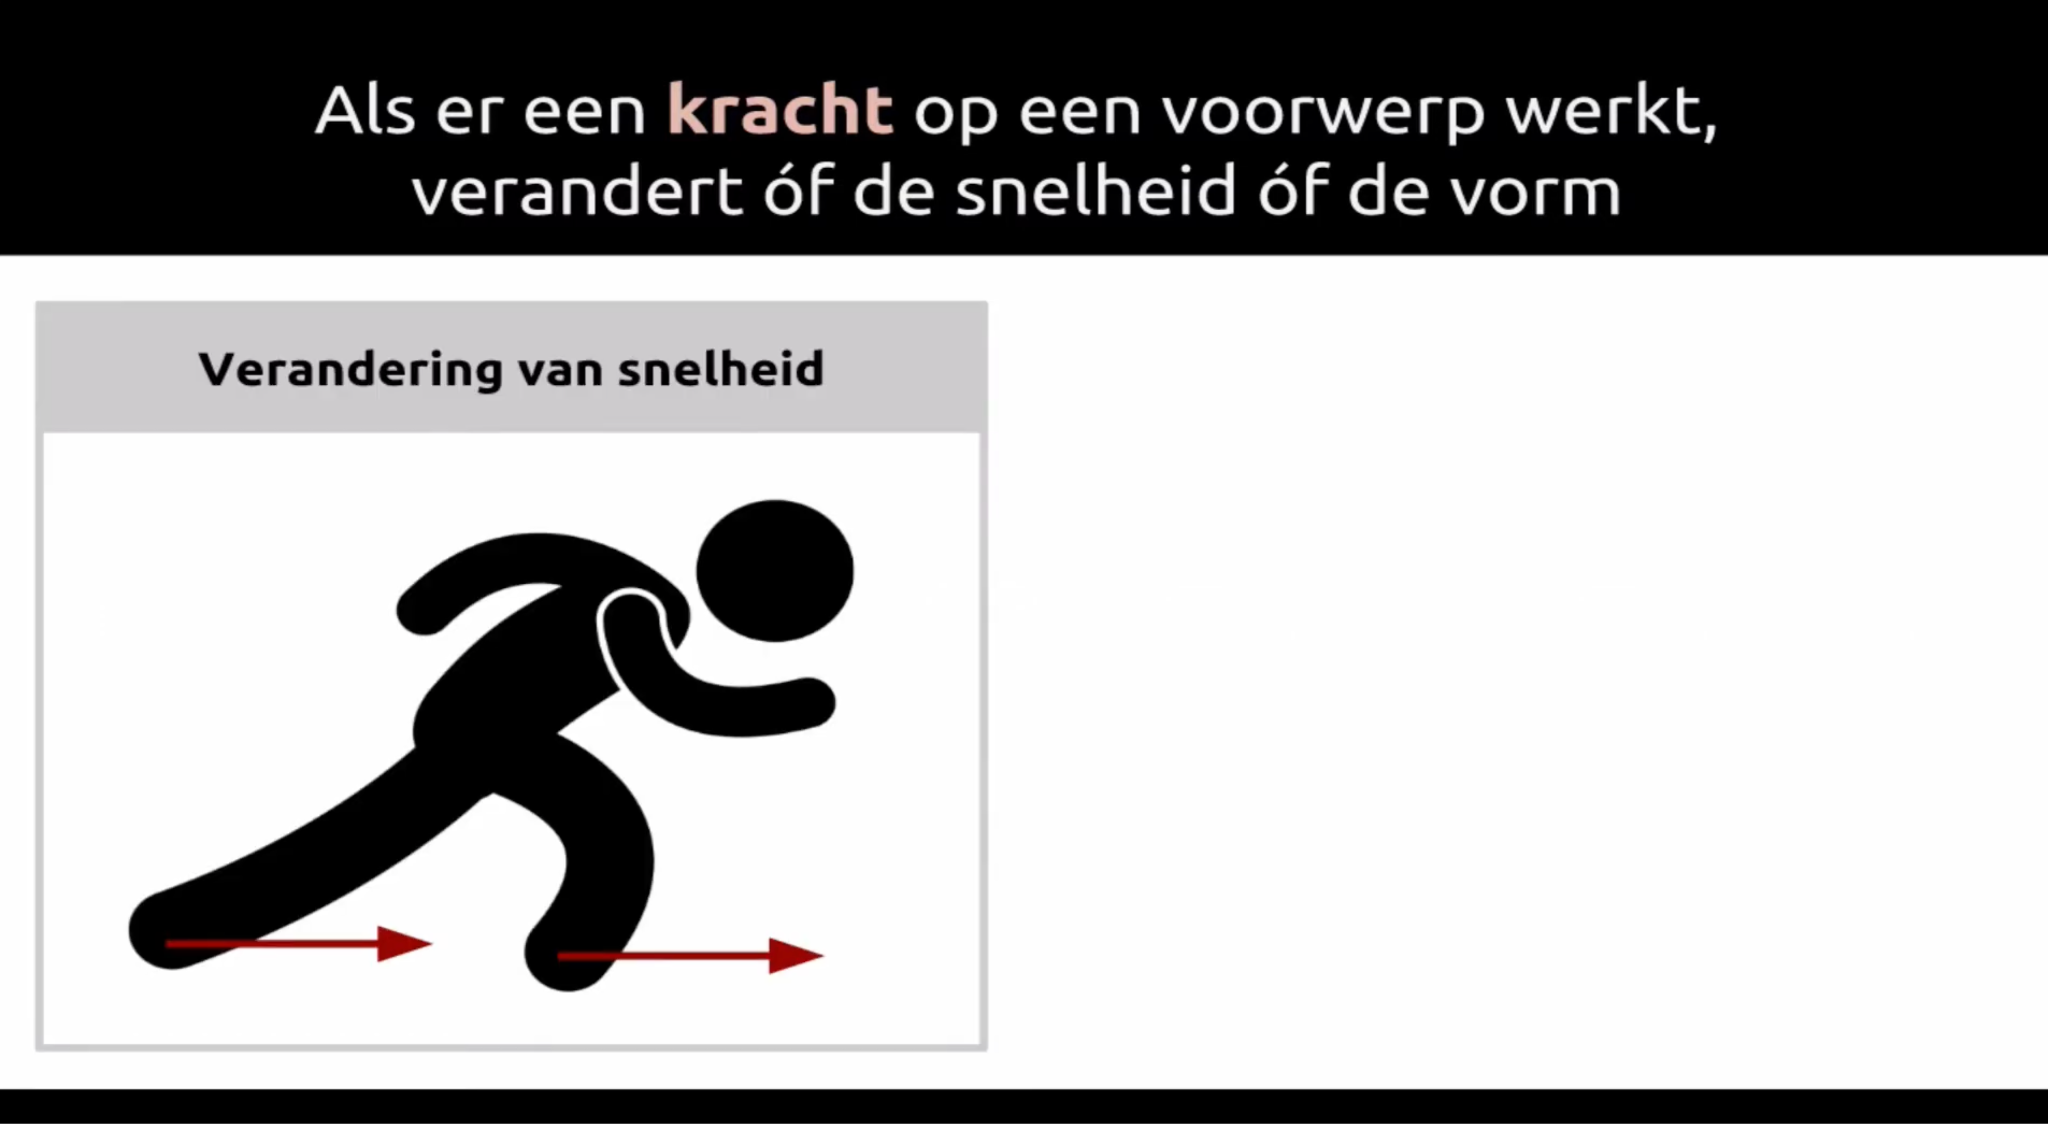 Als er een kracht op een voorwerp werkt,
verandert óf de snelheid óf de vorm
Verandering van snelheid